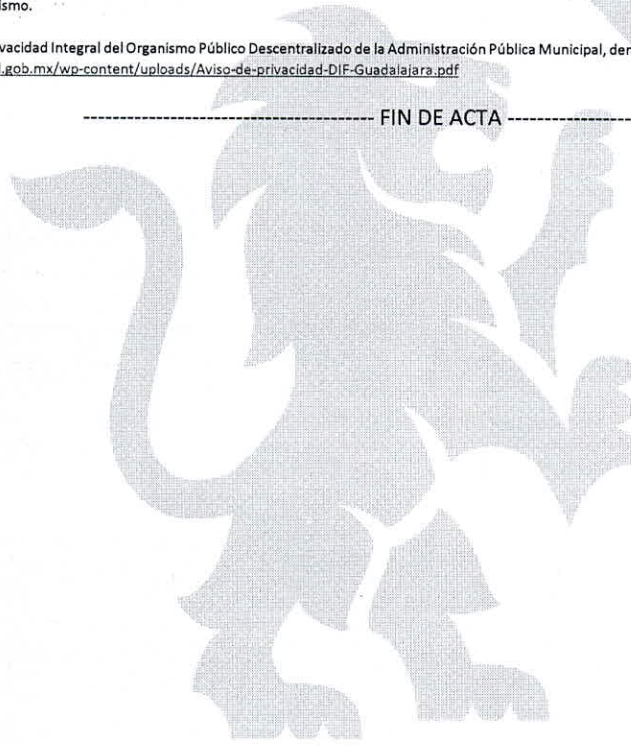 ismo.
vacidad Integral del Organismo Público Descentralizado de la Administración Pública Municipal, der
l.gob.mx/wp-content/uploads/Aviso-de-privacidad-DIF-Guadalajara.pdf
------------------------------------ FIN DE ACTA ----------------